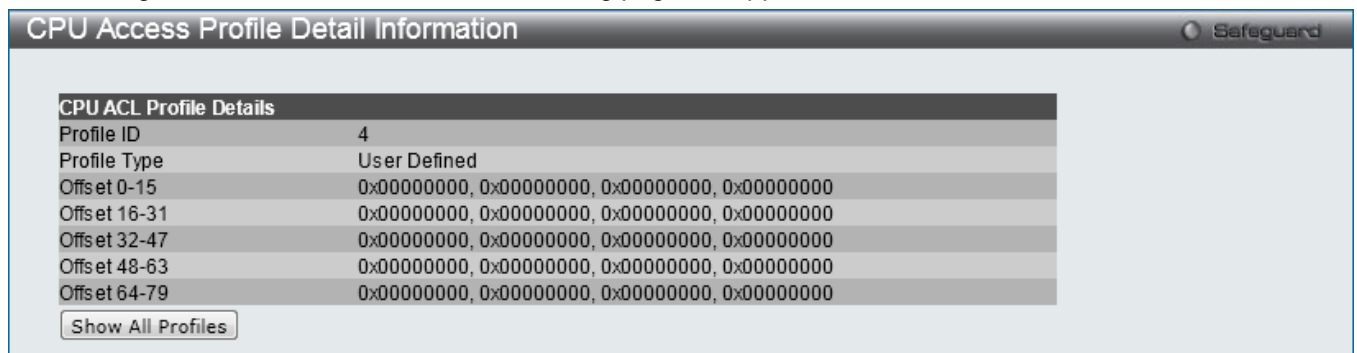 CPU Access Profile Detail Information
Safeguard
CPU ACL Profile Details
Profile ID 4
Profile Type User Defined
Offset 0-15 0x00000000, 0x00000000, 0x00000000, 0x00000000
Offset 16-31 0x00000000, 0x00000000, 0x00000000, 0x00000000
Offset 32-47 0x00000000, 0x00000000, 0x00000000, 0x00000000
Offset 48-63 0x00000000, 0x00000000, 0x00000000, 0x00000000
Offset 64-79 0x00000000, 0x00000000, 0x00000000, 0x00000000
Show All Profiles